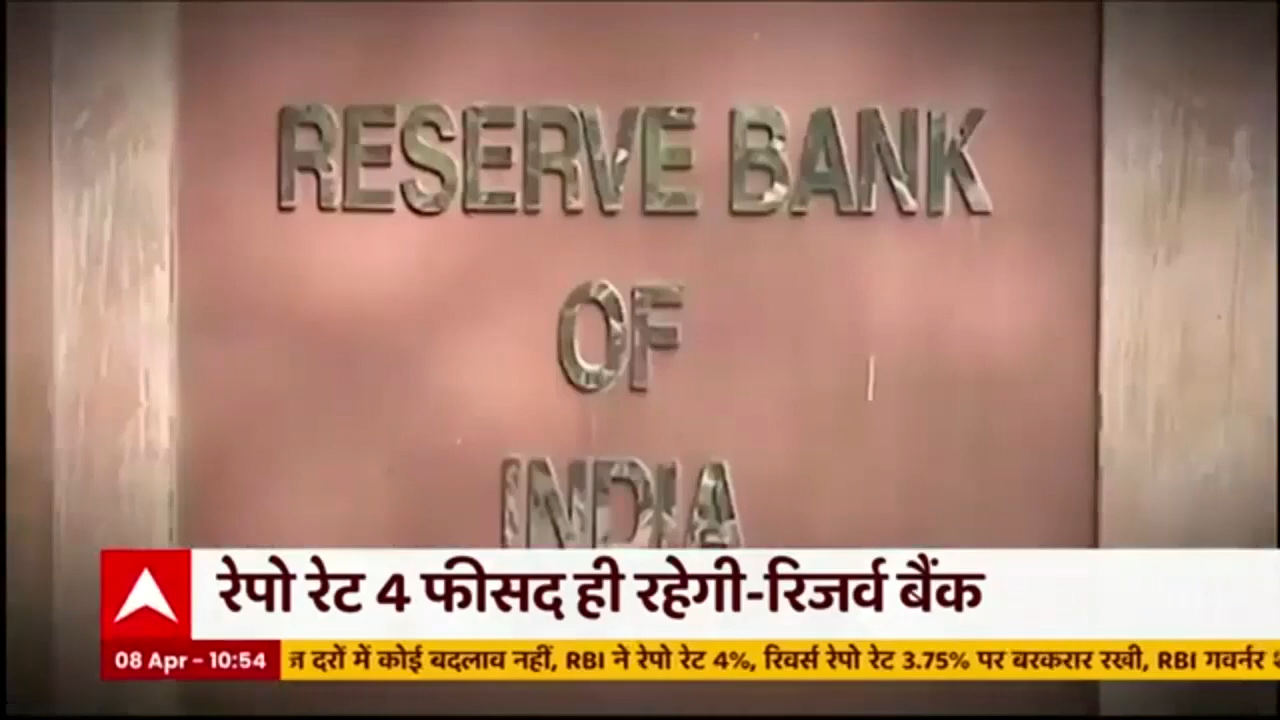 RESERVE BANK
OF
INDIA
रेपो रेट 4 फीसद ही रहेगी-रिजर्व बैंक
08 Apr - 10:54
दरों में कोई बदलाव नहीं, RBI ने रेपो रेट 4%, रिवर्स रेपो रेट 3.75% पर बरकरार रखी, RBI गवर्नर